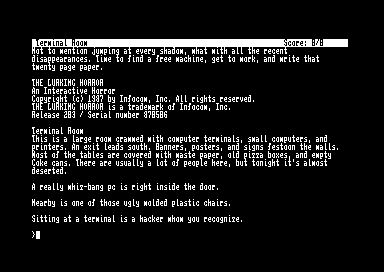 Terminal Room Score: 0/0
Not to mention jumping at every shadow, what with all the recent
disappearances. Time to find a free machine, get to work, and write that
twenty page paper.
THE LURKING HORROR
An Interactive Horror
Copyright (c) 1987 by Infocom, Inc. All rights reserved.
THE LURKING HORROR is a trademark of Infocom, Inc.
Release 203 / Serial number 870506
Terminal Room
This is a large room crammed with computer terminals, small computers, and
printers. An exit leads south. Banners, posters, and signs festoon the walls.
Most of the tables are covered with waste paper, old pizza boxes, and empty
Coke cans. There are usually a lot of people here, but tonight it's almost
deserted.
A really whiz-bang pc is right inside the door.
Nearby is one of those ugly molded plastic chairs.
Sitting at a terminal is a hacker whom you recognize.
>